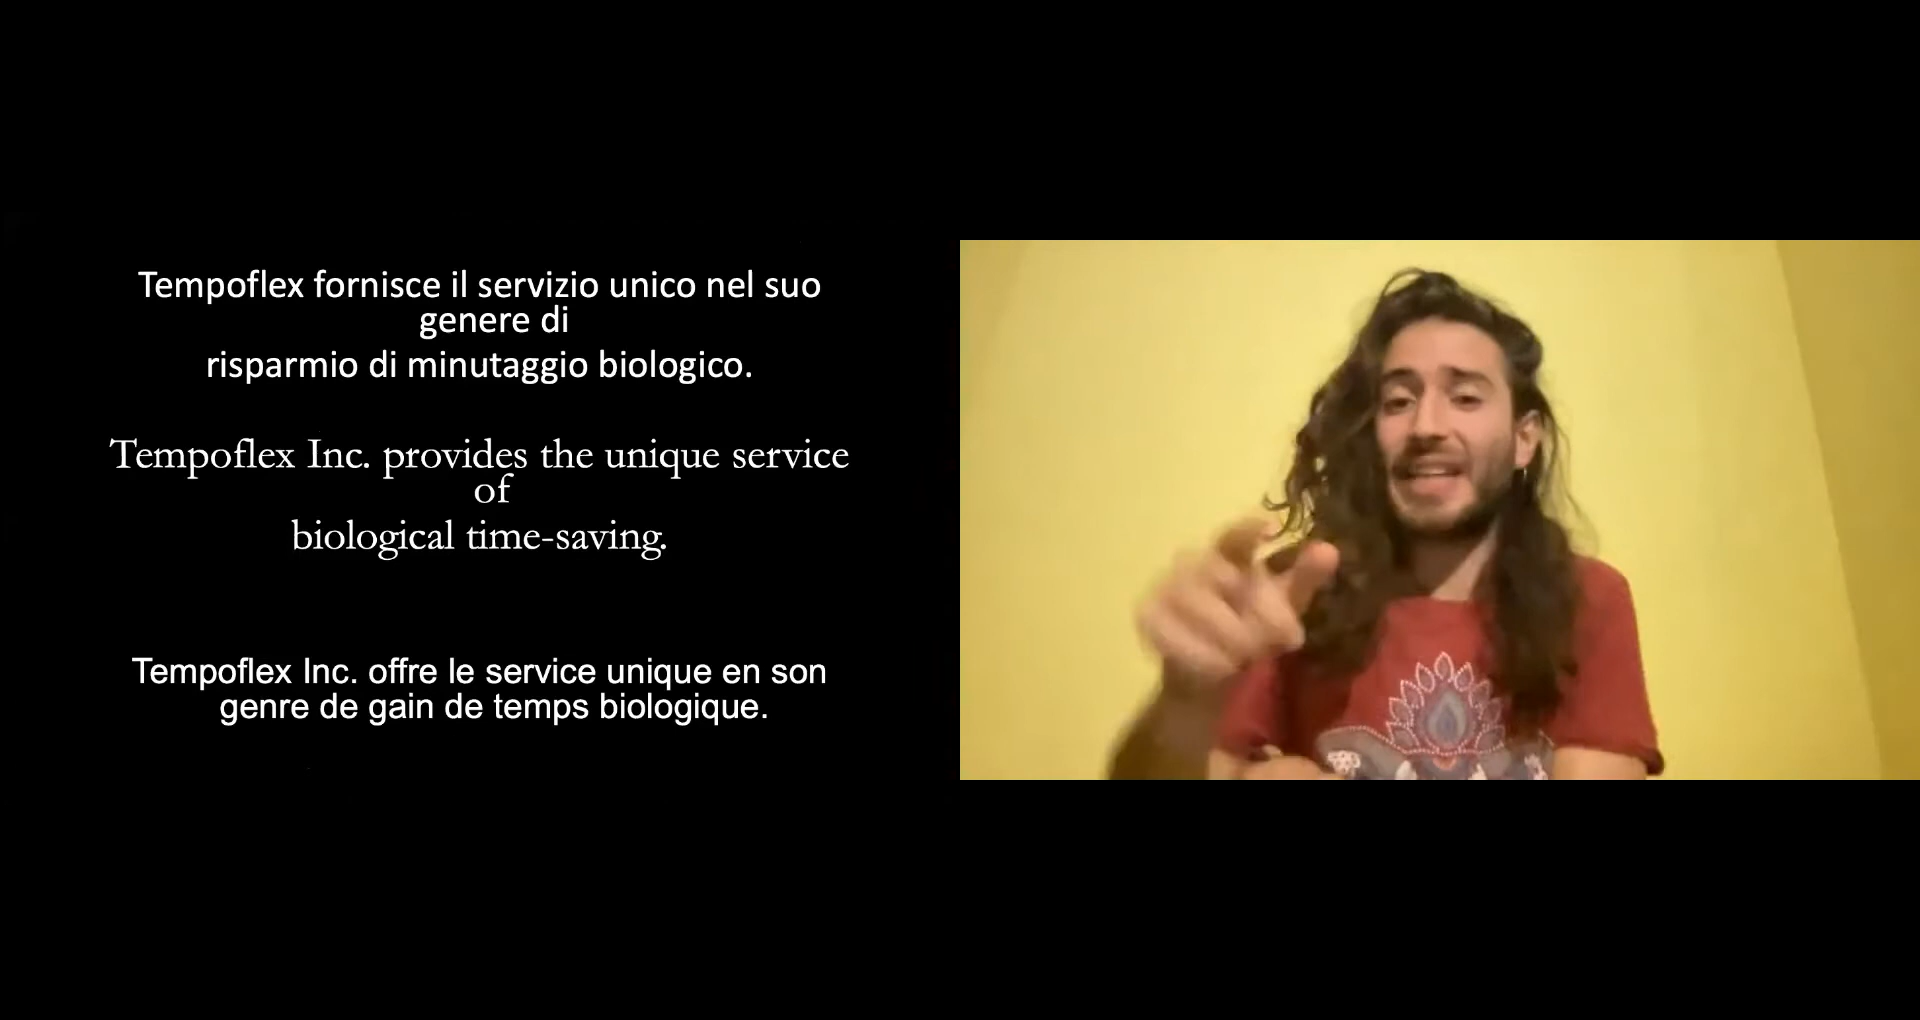 Tempoflex fornisce il servizio unico nel suo
genere di
risparmio di minutaggio biologico.
Tempoflex Inc. provides the unique service
of
biological time-saving.
Tempoflex Inc. offre le service unique en son
genre de gain de temps biologique.